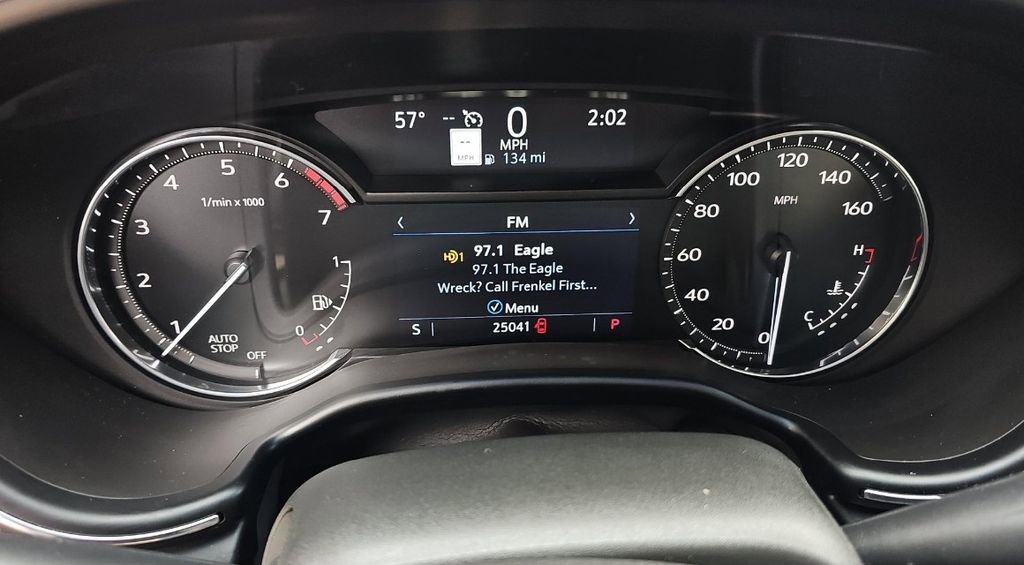 57° -- 0 2:02
MPH
--
MPH
134 mi
1/min x 1000
1
2
3
4
5
6
7
AUTO
STOP
OFF
1
0
< FM >
HD1 97.1 Eagle
97.1 The Eagle
Wreck? Call Frenkel First...
Menu
S 25041 P
MPH
0
20
40
60
80
100
120
140
160
H
C